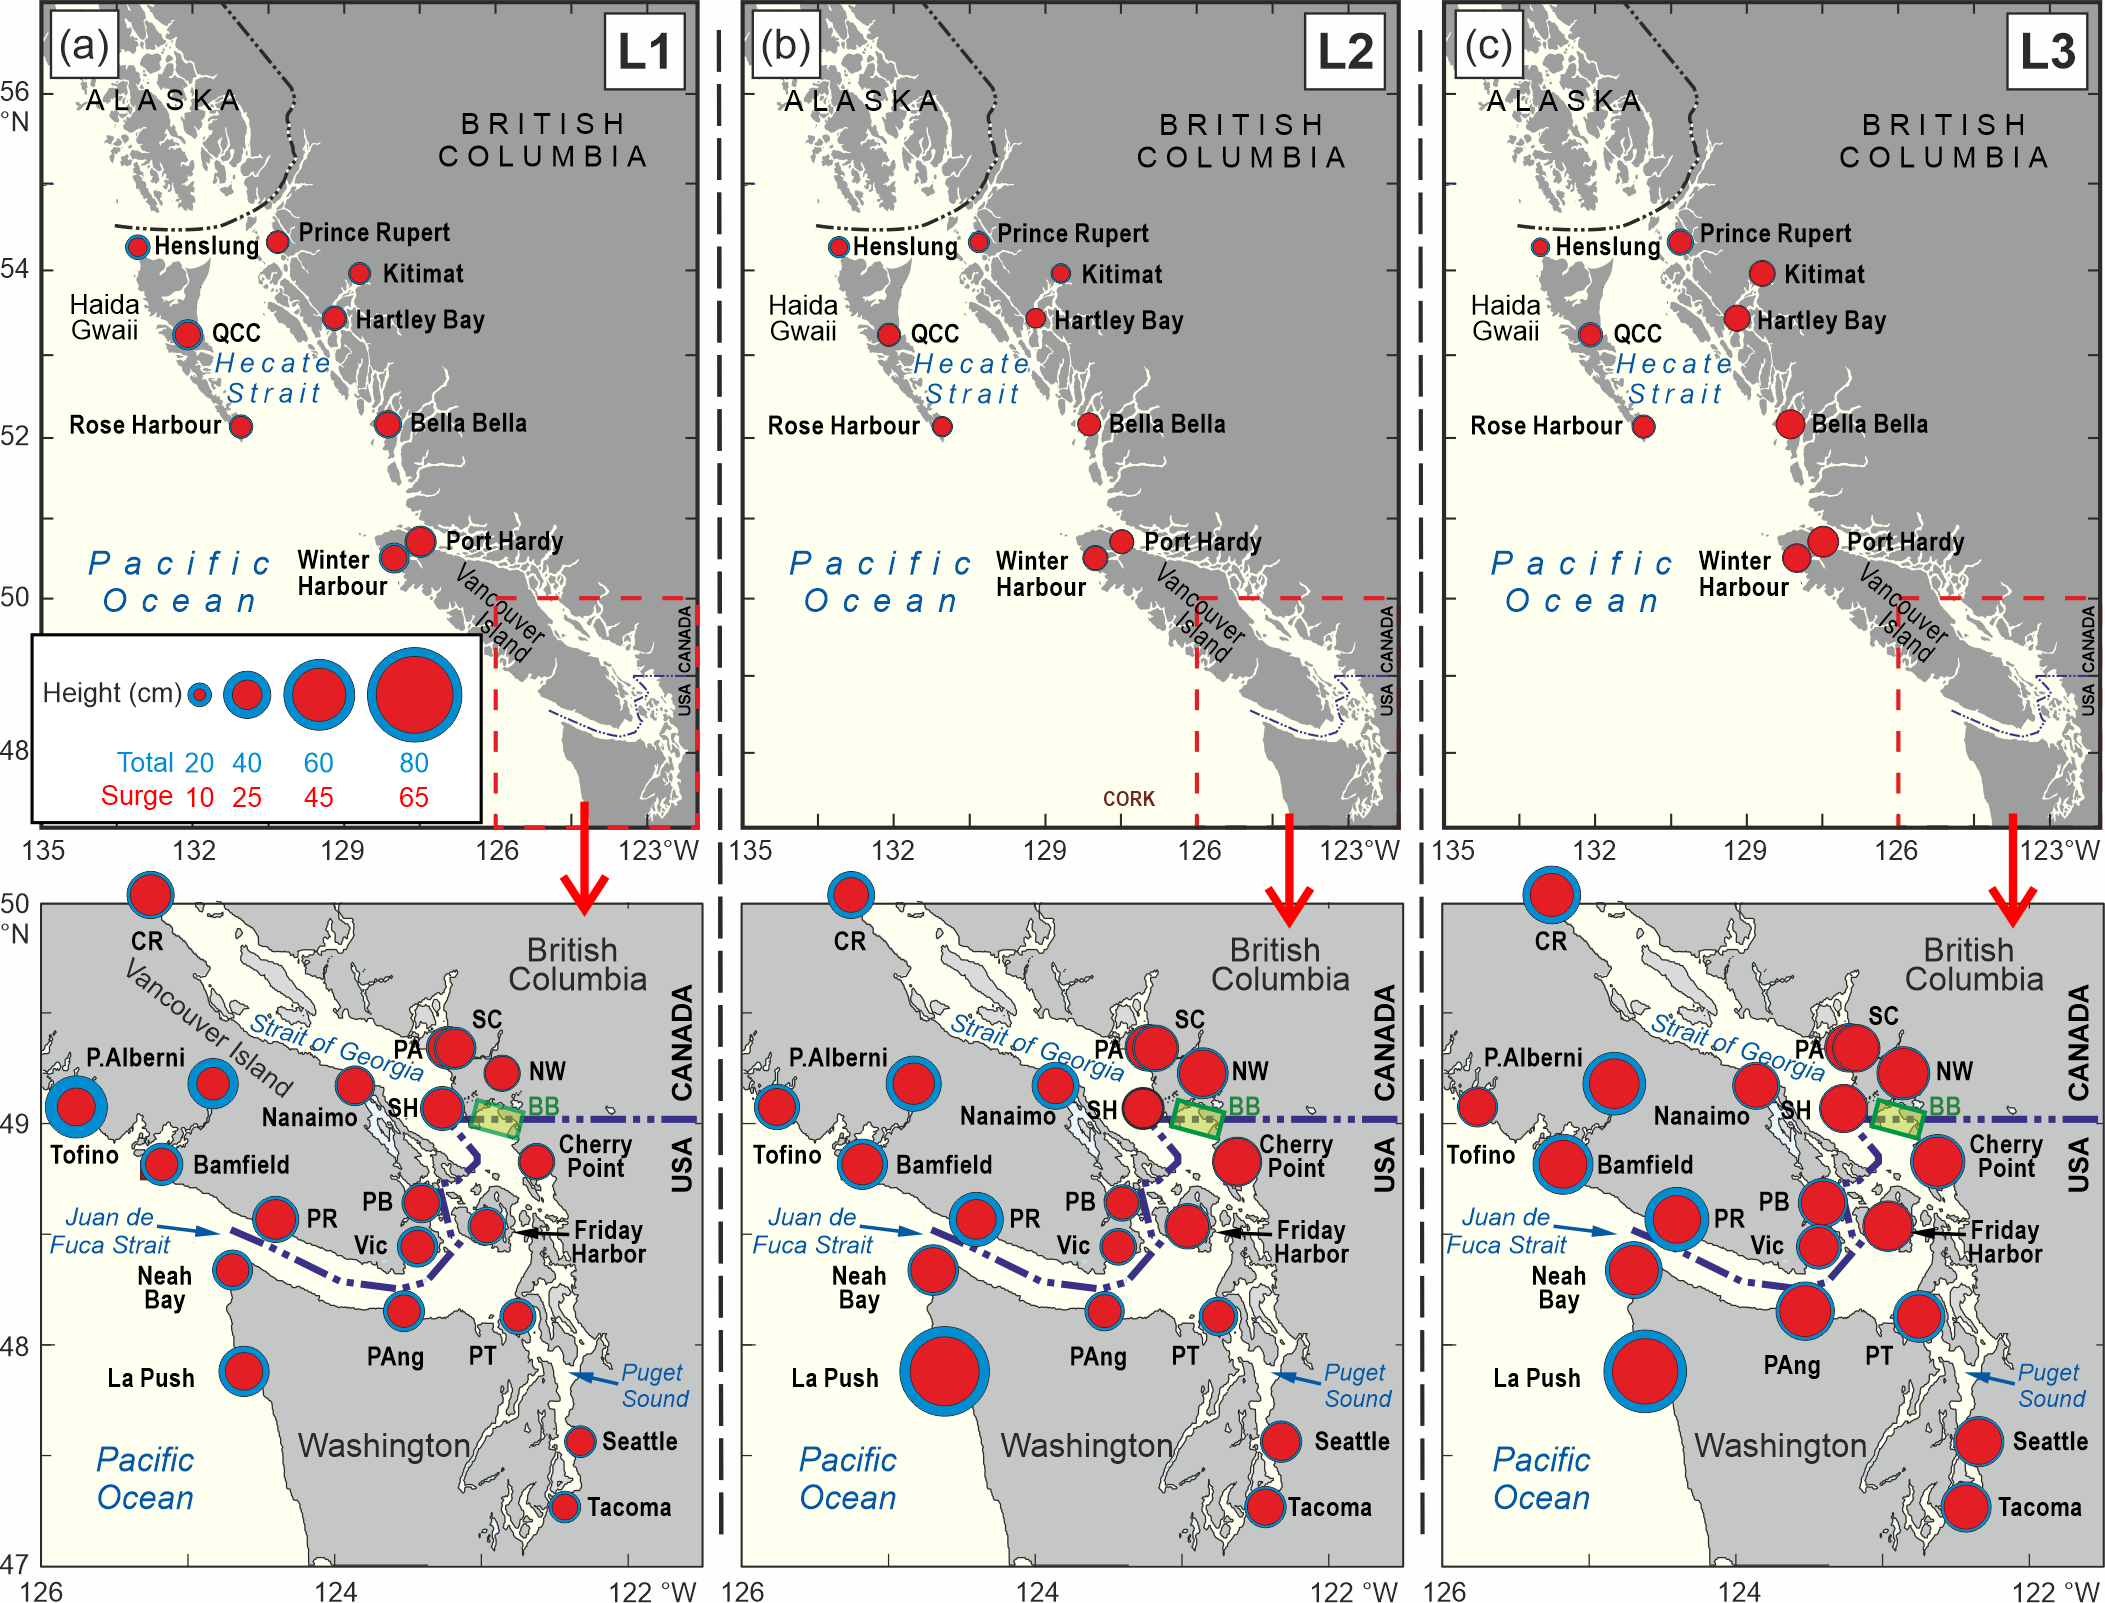 (a)
L1
56
°N
ALASKA
BRITISH
COLUMBIA
Prince Rupert
Henslung
54
Kitimat
Haida
Gwaii
Hartley Bay
QCC
Hecate
Strait
Rose Harbour
Bella Bella
52
Port Hardy
Winter
Harbour
Pacific
Ocean
50
Vancouver
Island
USA CANADA
Height (cm)
48
Total 20 40 60 80
Surge 10 25 45 65
135 132 129 126 123°W
(b)
L2
ALASKA
BRITISH
COLUMBIA
Prince Rupert
Henslung
Kitimat
Haida
Gwaii
Hartley Bay
QCC
Hecate
Strait
Rose Harbour
Bella Bella
Port Hardy
Winter
Harbour
Pacific
Ocean
Vancouver
Island
USA CANADA
CORK
135 132 129 126 123°W
(c)
L3
ALASKA
BRITISH
COLUMBIA
Prince Rupert
Henslung
Kitimat
Haida
Gwaii
Hartley Bay
QCC
Hecate
Strait
Rose Harbour
Bella Bella
Port Hardy
Winter
Harbour
Pacific
Ocean
Vancouver
Island
USA CANADA
135 132 129 126 123°W
50
°N
CR
British
Columbia
Vancouver Island
Strait of Georgia
SC
PA
P.Alberni
NW
CANADA
Nanaimo
SH
BB
49
Tofino
Bamfield
Cherry
Point
USA
PB
Juan de
Fuca Strait
PR
Vic
Friday
Harbor
Neah
Bay
PAng
PT
48
La Push
Puget
Sound
Washington
Seattle
Pacific
Ocean
Tacoma
47
126 124 122 °W
CR
British
Columbia
Strait of Georgia
SC
PA
P.Alberni
NW
CANADA
Nanaimo
SH
BB
Tofino
Bamfield
Cherry
Point
USA
PB
Juan de
Fuca Strait
PR
Vic
Friday
Harbor
Neah
Bay
PAng
PT
La Push
Puget
Sound
Washington
Seattle
Pacific
Ocean
Tacoma
126 124 122 °W
CR
British
Columbia
Strait of Georgia
SC
PA
P.Alberni
NW
CANADA
Nanaimo
SH
BB
Tofino
Bamfield
Cherry
Point
USA
PB
Juan de
Fuca Strait
PR
Vic
Friday
Harbor
Neah
Bay
PAng
PT
La Push
Puget
Sound
Washington
Seattle
Pacific
Ocean
Tacoma
126 124 122 °W